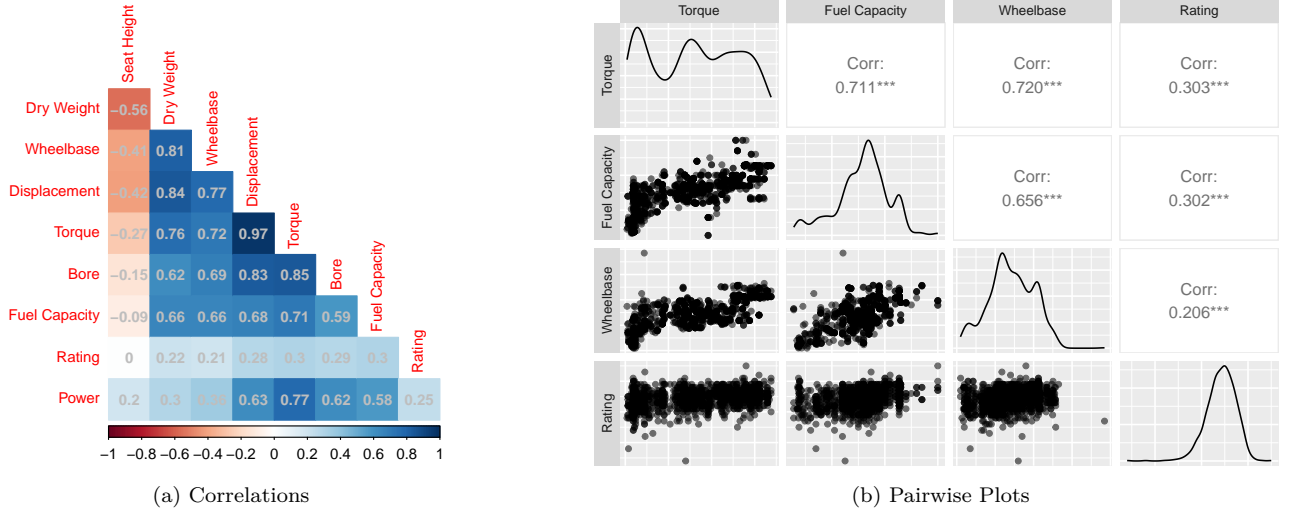 Seat Height
Dry Weight −0.56 Dry Weight
Wheelbase −0.41 0.81 Wheelbase
Displacement −0.42 0.84 0.77 Displacement
Torque −0.27 0.76 0.72 0.97 Torque
Bore −0.15 0.62 0.69 0.83 0.85 Bore
Fuel Capacity −0.09 0.66 0.66 0.68 0.71 0.59 Fuel Capacity
Rating 0 0.22 0.21 0.28 0.3 0.29 0.3 Rating
Power 0.2 0.3 0.63 0.77 0.62 0.58 0.25
−1 −0.8 −0.6 −0.4 −0.2 0 0.2 0.4 0.6 0.8 1
(a) Correlations
Torque Fuel Capacity Wheelbase Rating
Torque
Corr:
0.711***
Corr:
0.720***
Corr:
0.303***
Fuel Capacity
Corr:
0.656***
Corr:
0.302***
Wheelbase
Corr:
0.206***
Rating
(b) Pairwise Plots